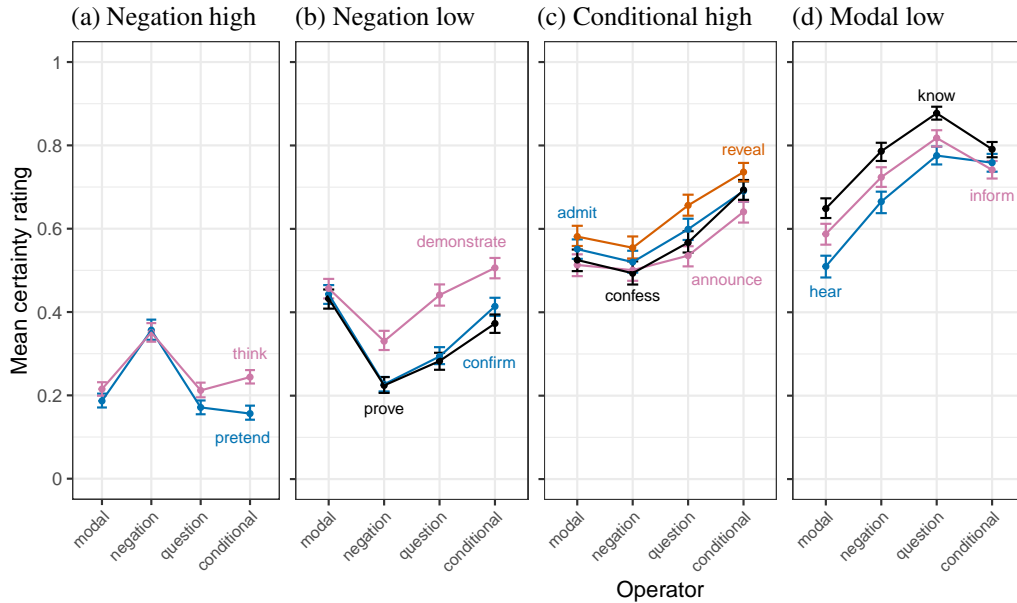 (a) Negation high
(b) Negation low
(c) Conditional high
(d) Modal low
Mean certainty rating
1
0.8
0.6
0.4
0.2
0
think
pretend
demonstrate
confirm
prove
reveal
admit
announce
confess
know
inform
hear
modal
negation
question
conditional
modal
negation
question
conditional
modal
negation
question
conditional
modal
negation
question
conditional
Operator